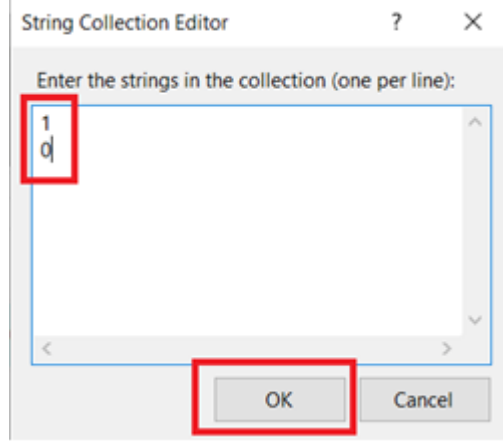 String Collection Editor ? ×
Enter the strings in the collection (one per line):
1
0
OK Cancel